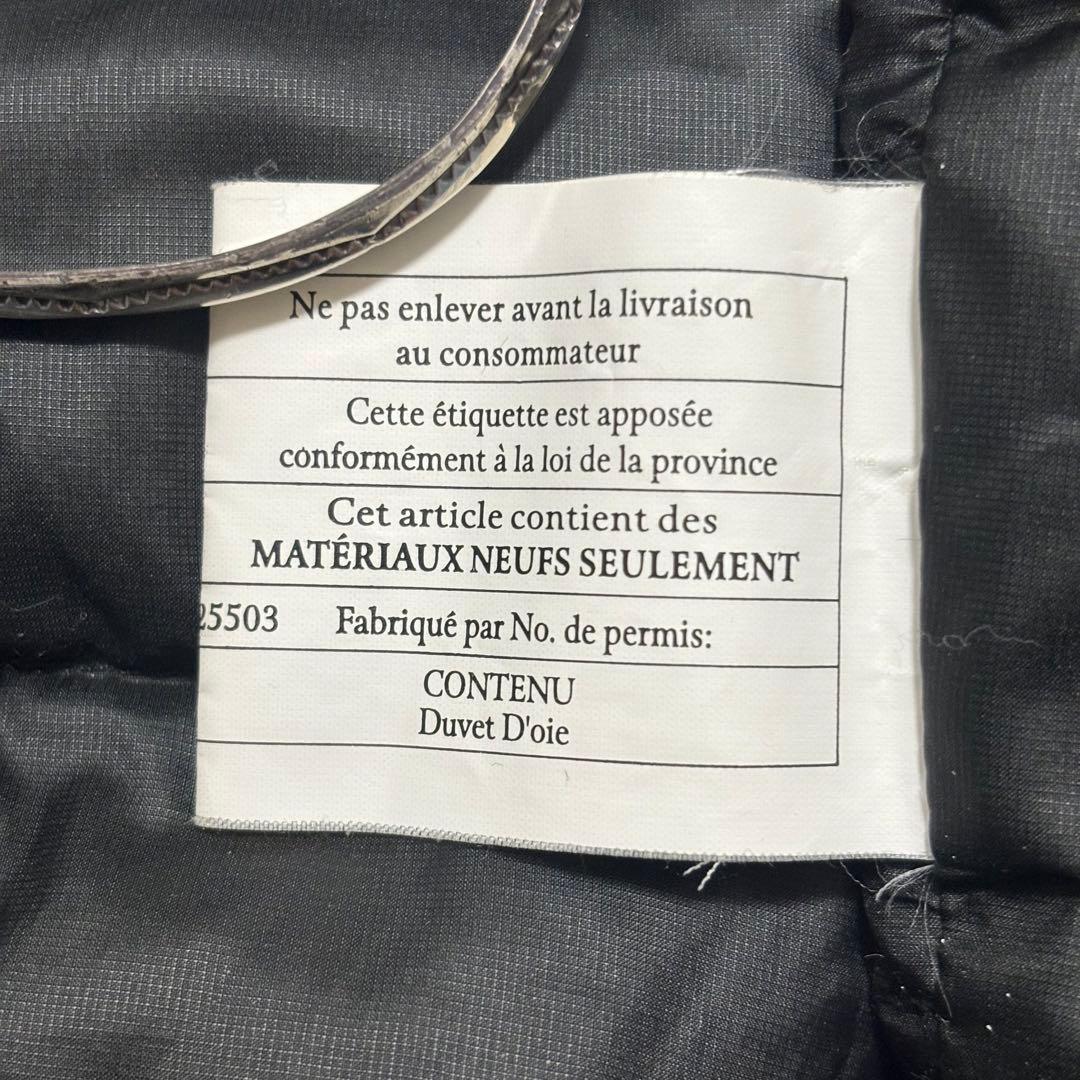 Ne pas enlever avant la livraison
au consommateur
Cette étiquette est apposée
conformément à la loi de la province
Cet article contient des
MATÉRIAUX NEUFS SEULEMENT
25503 Fabriqué par No. de permis:
CONTENU
Duvet D'oie